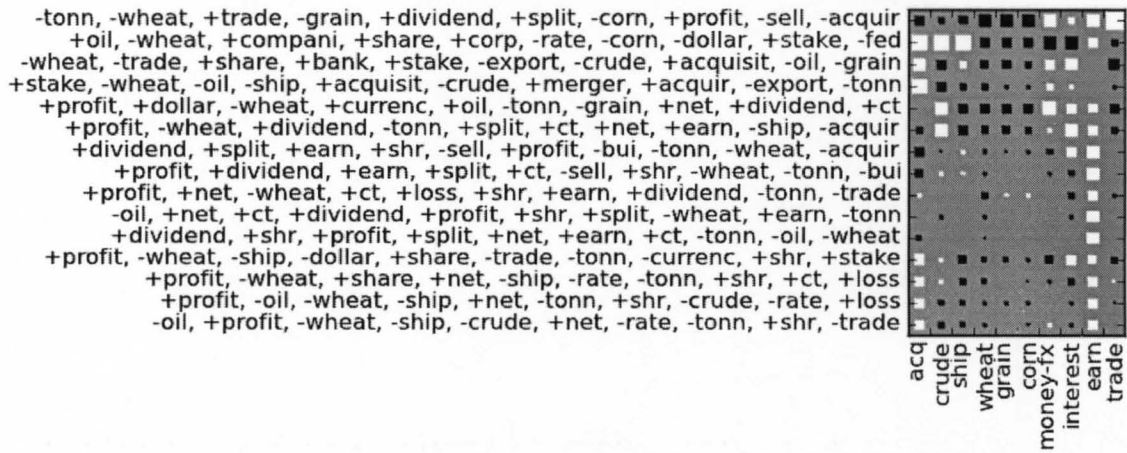 -tonn, -wheat, +trade, -grain, +dividend, +split, -corn, +profit, -sell, -acquir
+oil, -wheat, +compani, +share, +corp, -rate, -corn, -dollar, +stake, -fed
-wheat, -trade, +share, +bank, +stake, -export, -crude, +acquisit, -oil, -grain
+stake, -wheat, -oil, -ship, +acquisit, -crude, +merger, +acquir, -export, -tonn
+profit, +dollar, -wheat, +currenc, +oil, -tonn, -grain, +net, +dividend, +ct
+profit, -wheat, +dividend, -tonn, +split, +ct, +net, +earn, -ship, -acquir
+dividend, +split, +earn, +shr, -sell, +profit, -bui, -tonn, -wheat, -acquir
+profit, +dividend, +earn, +split, +ct, -sell, +shr, -wheat, -tonn, -bui
+profit, +net, -wheat, +ct, +loss, +shr, +earn, +dividend, -tonn, -trade
-oil, +net, +ct, +dividend, +profit, +shr, +split, -wheat, +earn, -tonn
+dividend, +shr, +profit, +split, +net, +earn, +ct, -tonn, -oil, -wheat
+profit, -wheat, -ship, -dollar, +share, -trade, -tonn, -currenc, +shr, +stake
+profit, -wheat, +share, +net, -ship, -rate, -tonn, +shr, +ct, +loss
+profit, -oil, -wheat, -ship, +net, -tonn, +shr, -crude, -rate, +loss
-oil, +profit, -wheat, -ship, -crude, +net, -rate, -tonn, +shr, -trade
acq
crude
ship
wheat
grain
corn
money-fx
interest
earn
trade